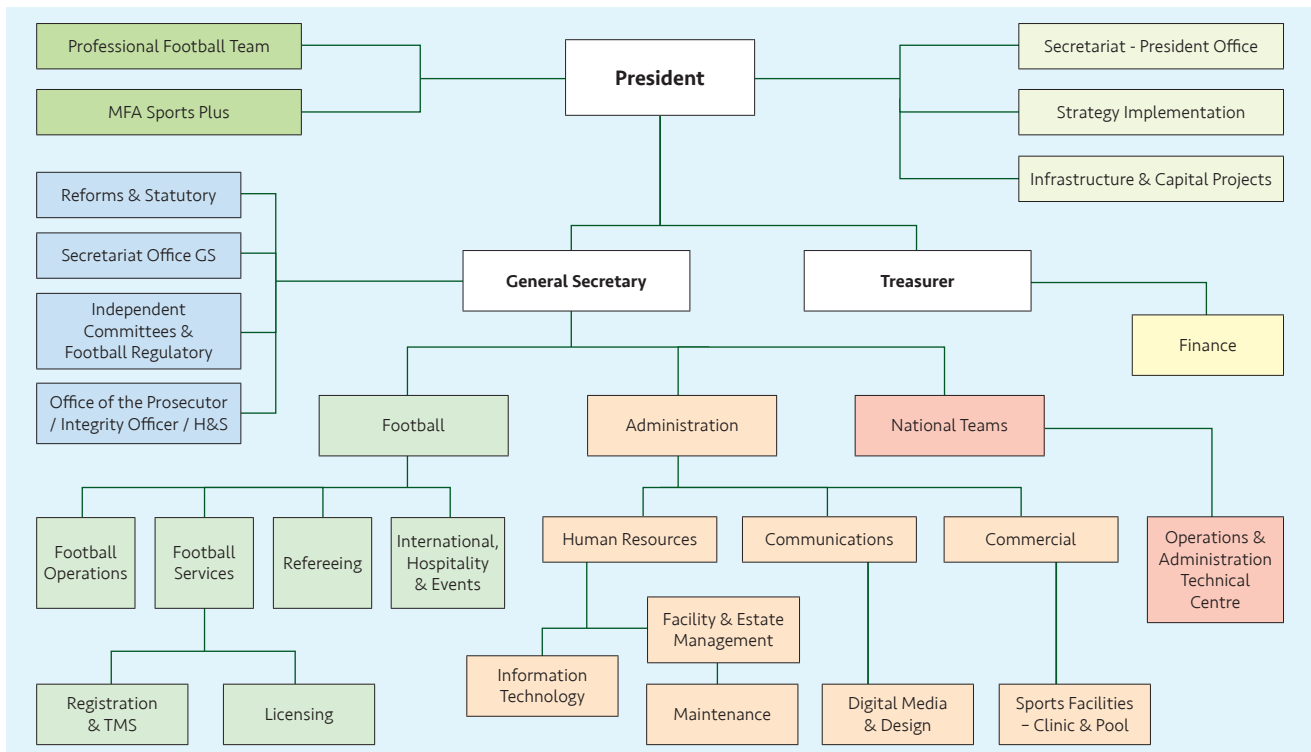 Professional Football Team
MFA Sports Plus
President
Secretariat - President Office
Strategy Implementation
Infrastructure & Capital Projects
Reforms & Statutory
Secretariat Office GS
Independent
Committees &
Football Regulatory
Office of the Prosecutor
/ Integrity Officer / H&S
General Secretary
Treasurer
Finance
Football
Administration
National Teams
Football
Operations
Football
Services
Refereeing
International,
Hospitality
& Events
Human Resources
Communications
Commercial
Operations &
Administration
Technical
Centre
Registration
& TMS
Licensing
Information
Technology
Facility & Estate
Management
Maintenance
Digital Media
& Design
Sports Facilities
– Clinic & Pool